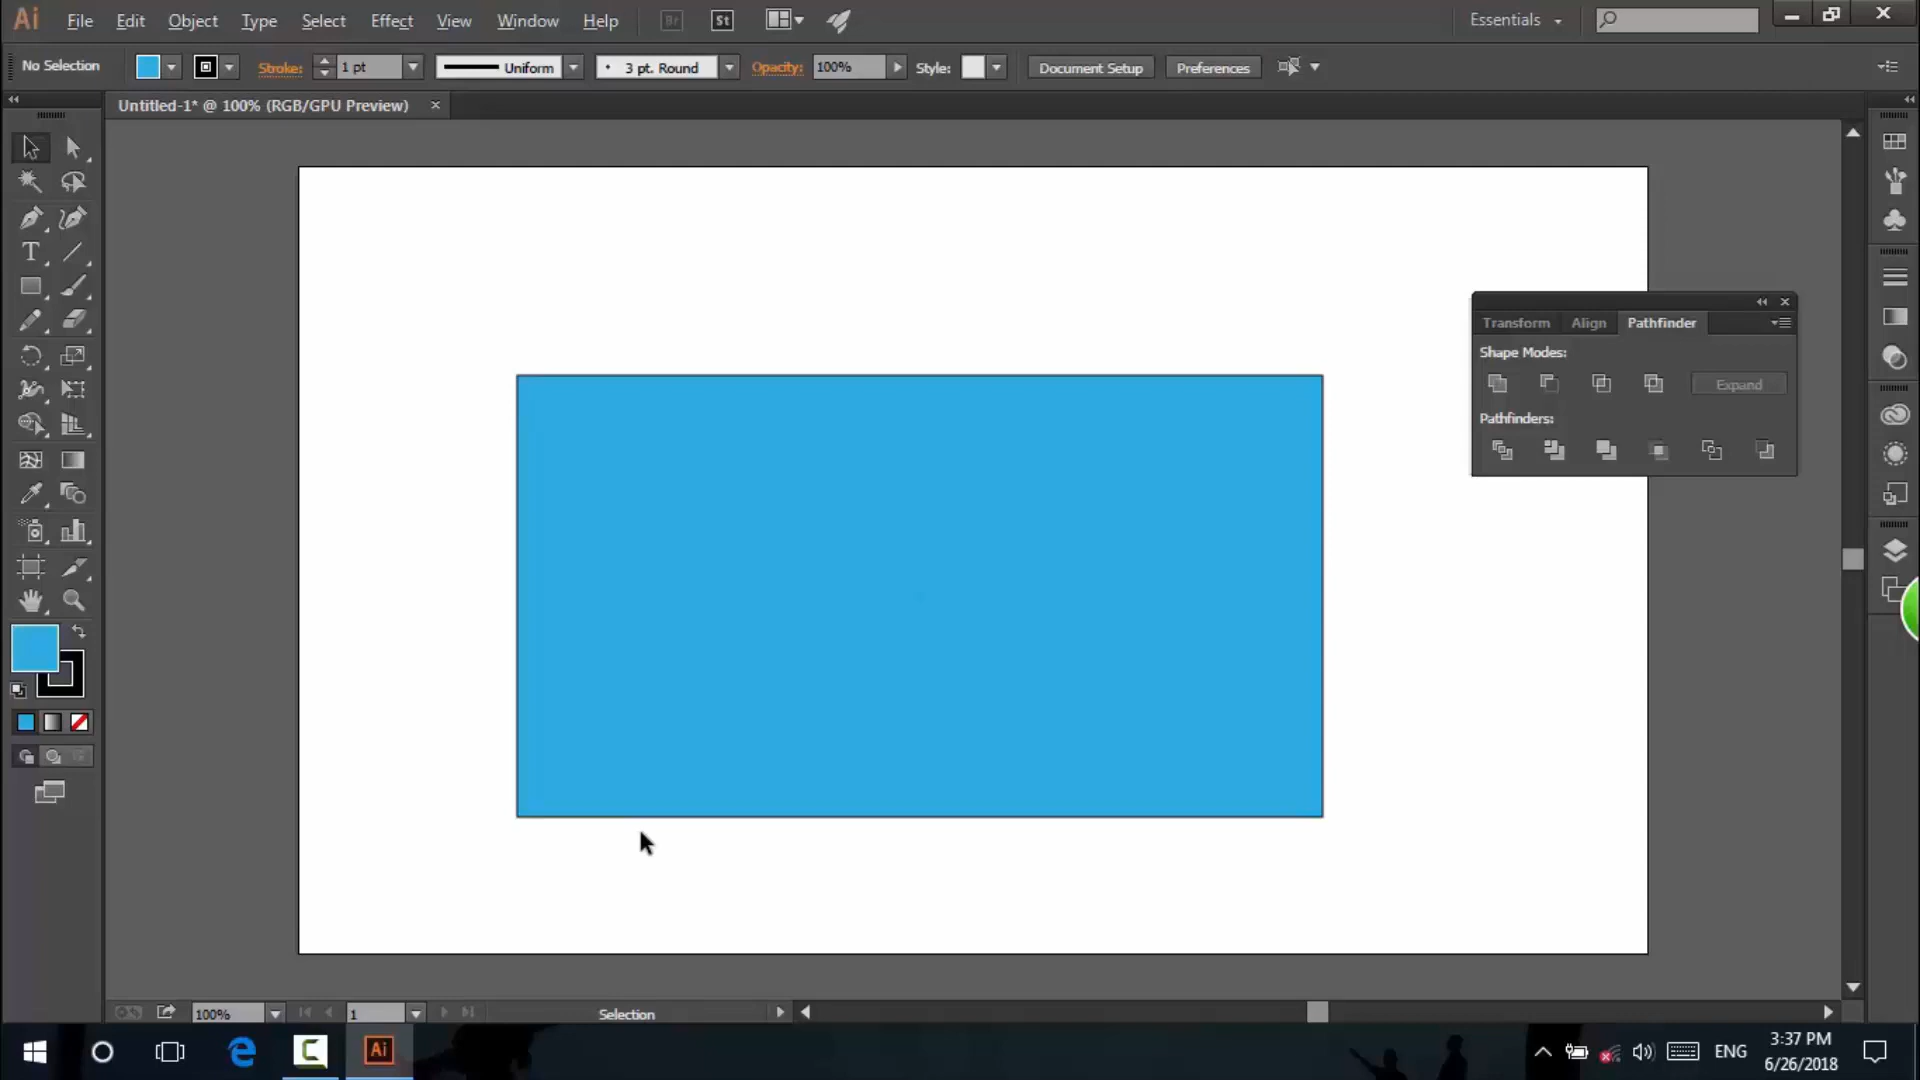 Ai File Edit Object Type Select Effect View Window Help Br St Essentials
No Selection Stroke: 1 pt Uniform 3 pt. Round Opacity: 100% Style: Document Setup Preferences
Untitled-1* @ 100% (RGB/GPU Preview)
Transform Align Pathfinder
Shape Modes:
Expand
Pathfinders:
T
100% 1 Selection
Ai ENG 3:37 PM
6/26/2018